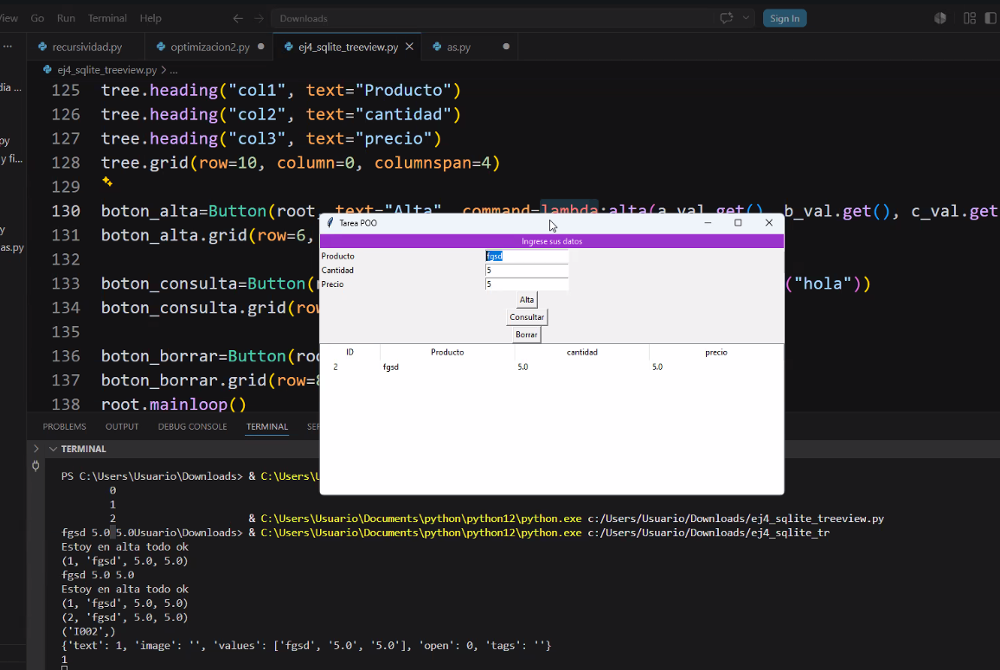 View Go Run Terminal Help Downloads Sign In
recursividad.py optimizacion2.py ej4_sqlite_treeview.py as.py
ej4_sqlite_treeview.py > ...
125 tree.heading("col1", text="Producto")
126 tree.heading("col2", text="cantidad")
127 tree.heading("col3", text="precio")
128 tree.grid(row=10, column=0, columnspan=4)
129
130 boton_alta=Button(root, text="Alta", command=lambda:alta(a_val.get(), b_val.get(), c_val.get
131 boton_alta.grid(row=6,
132
133 boton_consulta=Button( ("hola"))
134 boton_consulta.grid(row
135
136 boton_borrar=Button(roo
137 boton_borrar.grid(row=8
138 root.mainloop()
dia ...
py
y fi...
y
as.py
Tarea POO
Ingrese sus datos
Producto fgsd
Cantidad 5
Precio 5
Alta
Consultar
Borrar
ID Producto cantidad precio
2 fgsd 5.0 5.0
PROBLEMS OUTPUT DEBUG CONSOLE TERMINAL SER
TERMINAL
PS C:\Users\Usuario\Downloads> & C:\Users\U
0
1
2 & C:\Users\Usuario\Documents\python\python12\python.exe c:/Users/Usuario/Downloads/ej4_sqlite_treeview.py
fgsd 5.0 5.0Usuario\Downloads> & C:\Users\Usuario\Documents\python\python12\python.exe c:/Users/Usuario/Downloads/ej4_sqlite_tr
Estoy en alta todo ok
(1, 'fgsd', 5.0, 5.0)
fgsd 5.0 5.0
Estoy en alta todo ok
(1, 'fgsd', 5.0, 5.0)
(2, 'fgsd', 5.0, 5.0)
('I002',)
{'text': 1, 'image': '', 'values': ['fgsd', '5.0', '5.0'], 'open': 0, 'tags': ''}
1